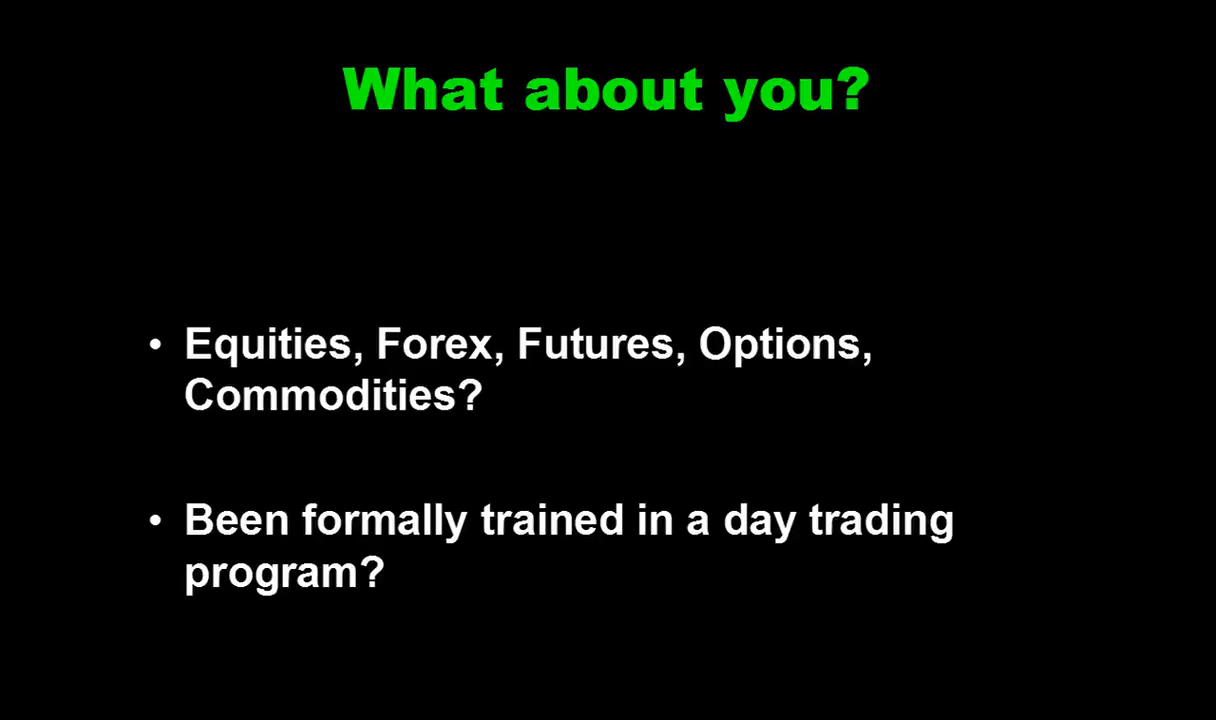 What about you?
• Equities, Forex, Futures, Options,
Commodities?
• Been formally trained in a day trading
program?